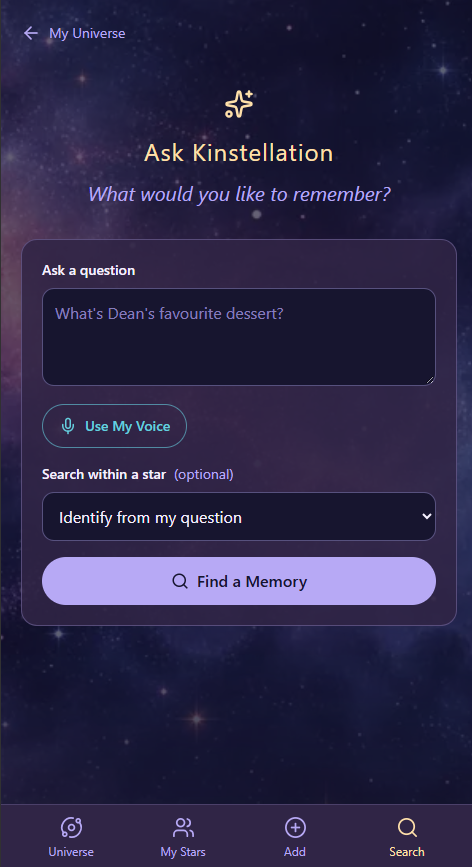 My Universe
Ask Kinstellation
What would you like to remember?
Ask a question
What's Dean's favourite dessert?
Use My Voice
Search within a star (optional)
Identify from my question
Find a Memory
Universe
My Stars
Add
Search